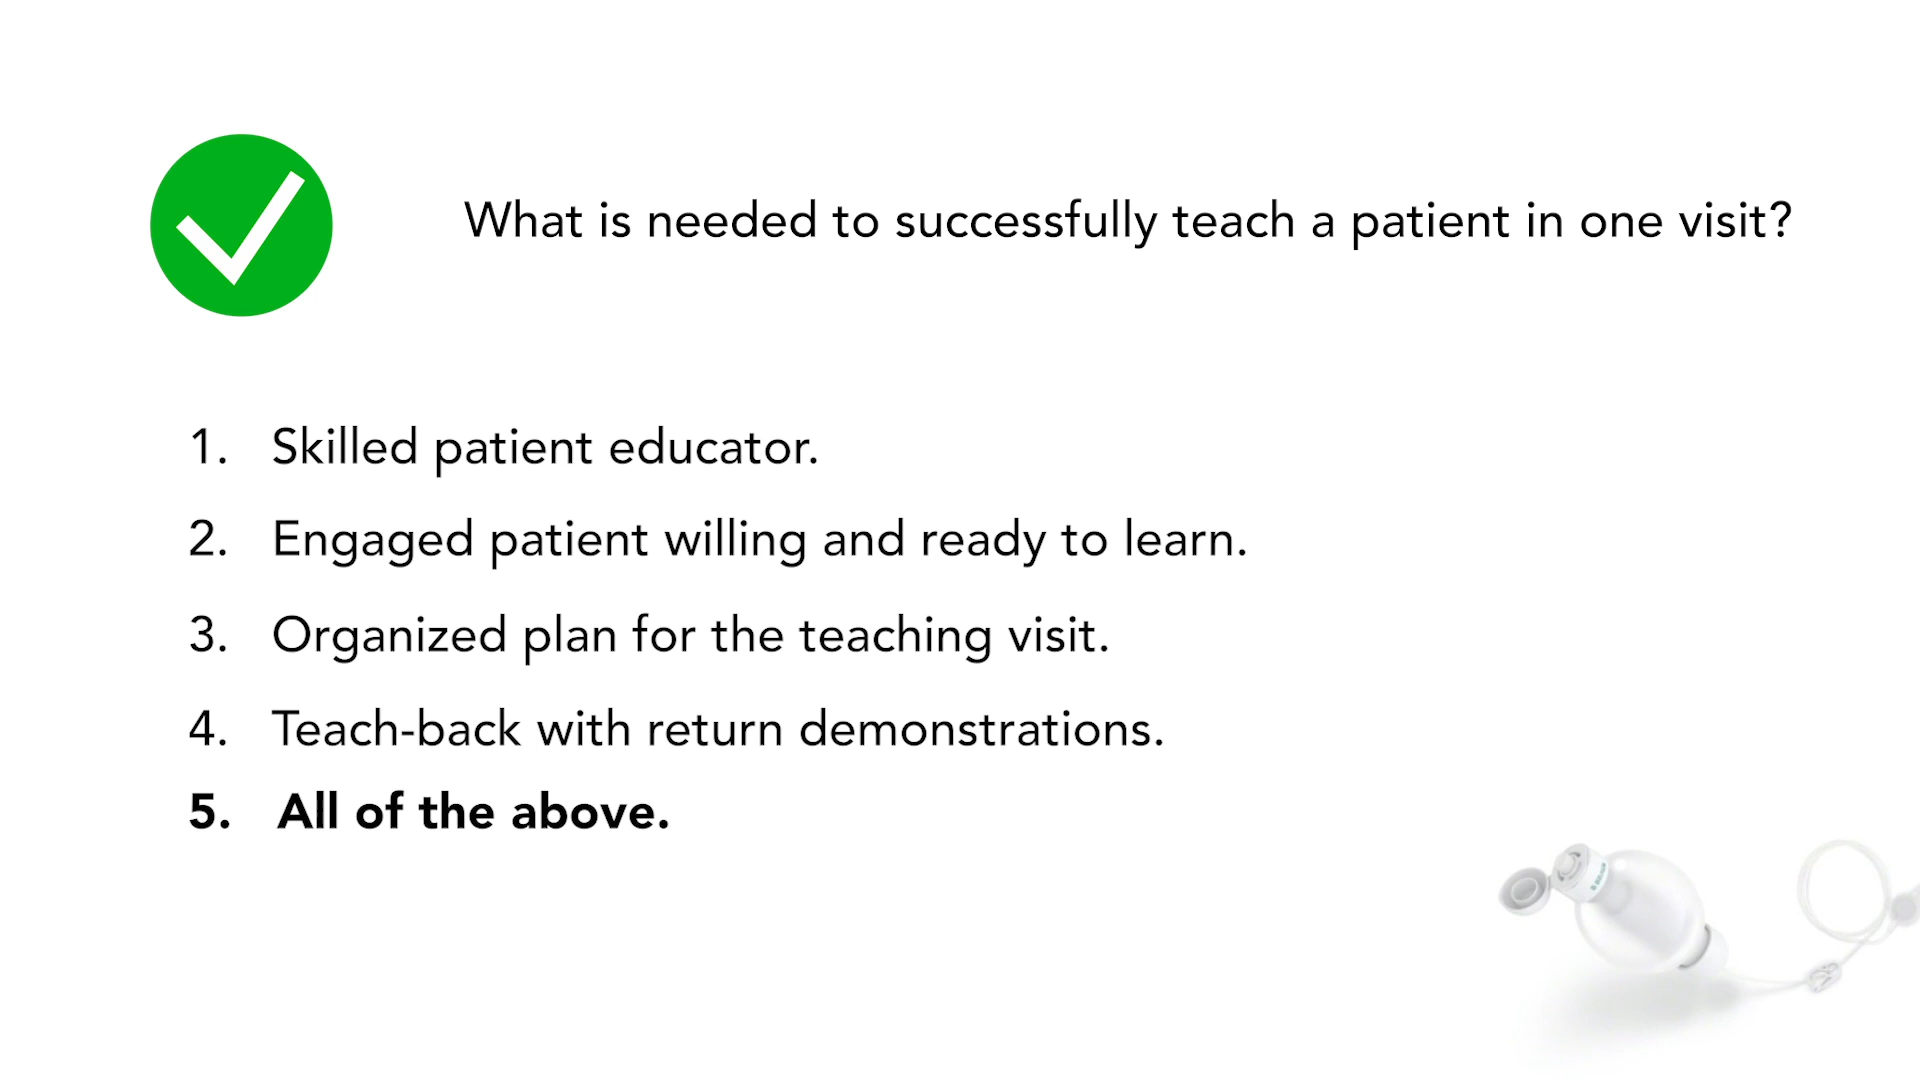 What is needed to successfully teach a patient in one visit?
1. Skilled patient educator.
2. Engaged patient willing and ready to learn.
3. Organized plan for the teaching visit.
4. Teach-back with return demonstrations.
5. All of the above.